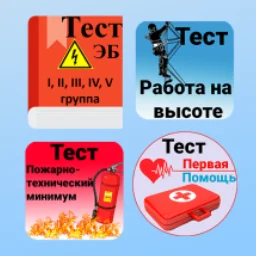 Тест
ЭБ
I, II, III, IV, V
группа
Тест
Работа на
высоте
Тест
Пожарно-
технический
минимум
Тест
Первая
Помощь